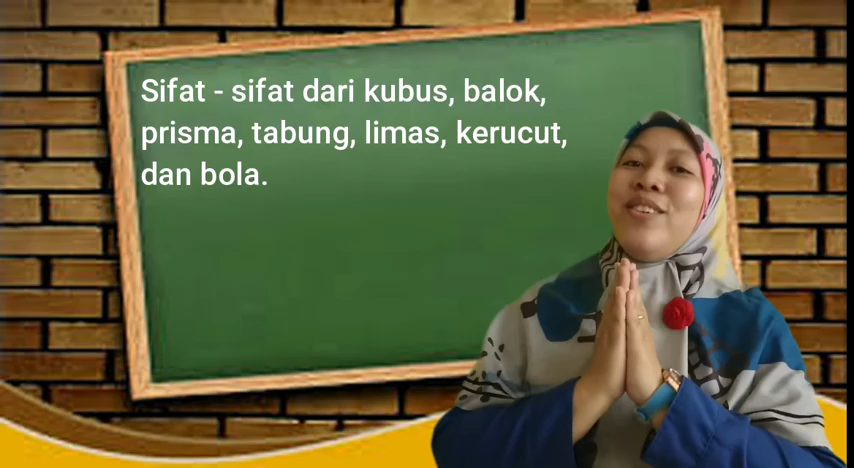 Sifat - sifat dari kubus, balok,
prisma, tabung, limas, kerucut,
dan bola.